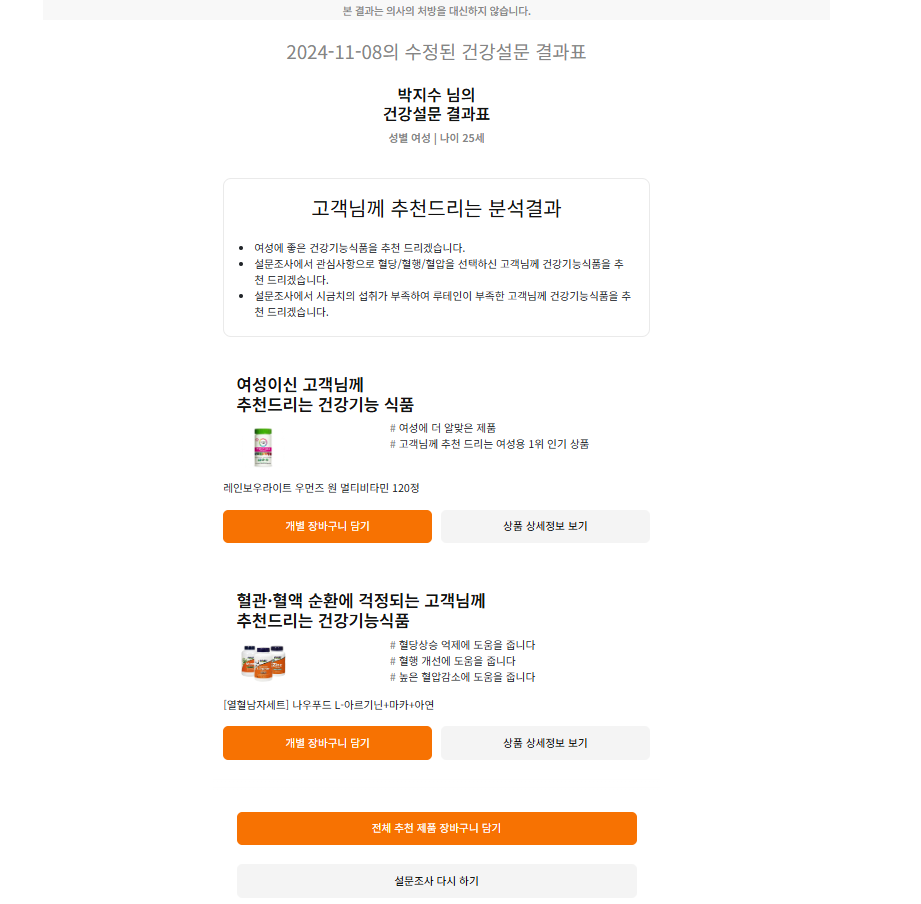 본 결과는 의사의 처방을 대신하지 않습니다.
2024-11-08의 수정된 건강설문 결과표
박지수 님의
건강설문 결과표
성별 여성 | 나이 25세
고객님께 추천드리는 분석결과
여성에 좋은 건강기능식품을 추천 드리겠습니다.
설문조사에서 관심사항으로 혈당/혈행/혈압을 선택하신 고객님께 건강기능식품을 추
천 드리겠습니다.
설문조사에서 시금치의 섭취가 부족하여 루테인이 부족한 고객님께 건강기능식품을 추
천 드리겠습니다.
여성이신 고객님께
추천드리는 건강기능 식품
# 여성에 더 알맞은 제품
# 고객님께 추천 드리는 여성용 1위 인기 상품
레인보우라이트 우먼즈 원 멀티비타민 120정
개별 장바구니 담기
상품 상세정보 보기
혈관·혈액 순환에 걱정되는 고객님께
추천드리는 건강기능식품
# 혈당상승 억제에 도움을 줍니다
# 혈행 개선에 도움을 줍니다
# 높은 혈압감소에 도움을 줍니다
[열혈남자세트] 나우푸드 L-아르기닌+마카+아연
개별 장바구니 담기
상품 상세정보 보기
전체 추천 제품 장바구니 담기
설문조사 다시 하기